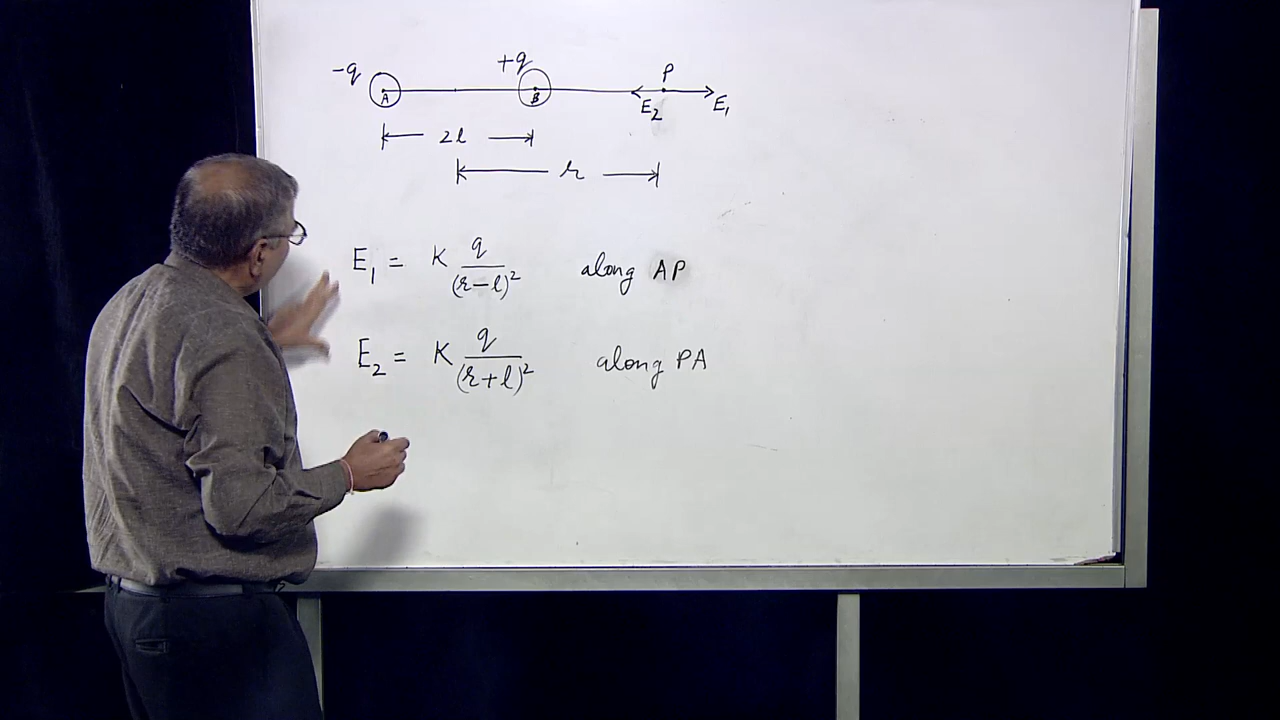 -q +q P
A B E₂ E₁
2l
r
E₁ = K q/(r-l)² along AP
E₂ = K q/(r+l)² along PA